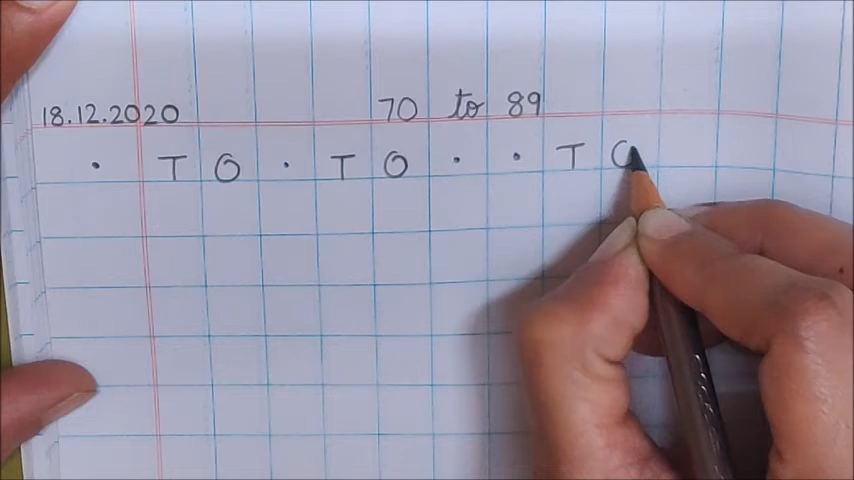 18.12.2020 70 to 89
. T O . T O . . T O